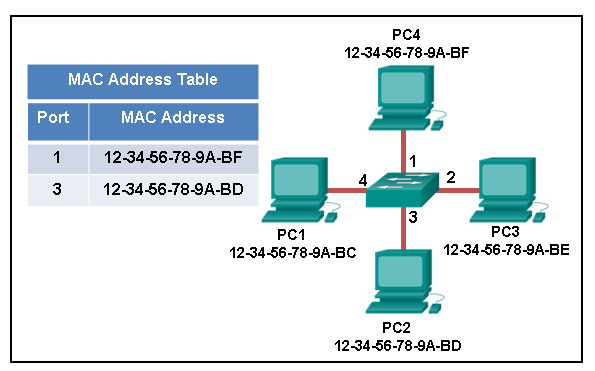 PC4
12-34-56-78-9A-BF
MAC Address Table
Port MAC Address
1 12-34-56-78-9A-BF
3 12-34-56-78-9A-BD
1
4
2
3
PC1
12-34-56-78-9A-BC
PC3
12-34-56-78-9A-BE
PC2
12-34-56-78-9A-BD